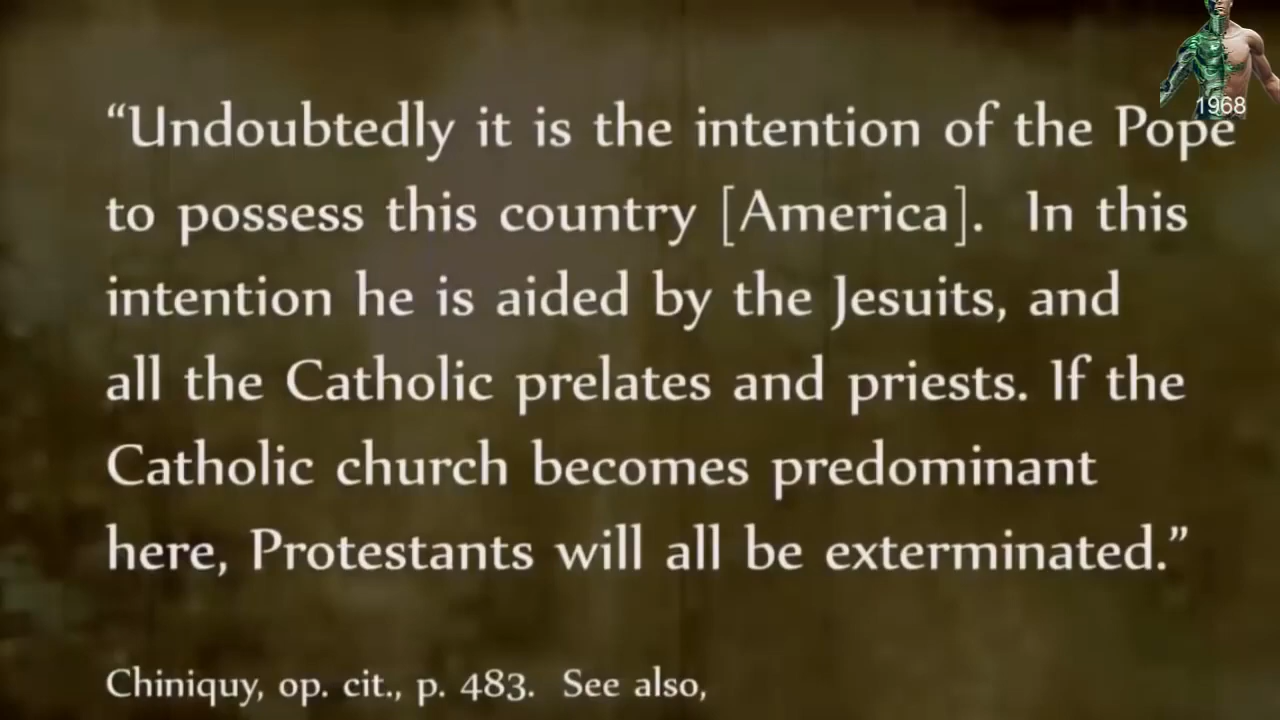 1968
“Undoubtedly it is the intention of the Pope
to possess this country [America].  In this
intention he is aided by the Jesuits, and
all the Catholic prelates and priests. If the
Catholic church becomes predominant
here, Protestants will all be exterminated.”
Chiniquy, op. cit., p. 483.  See also,